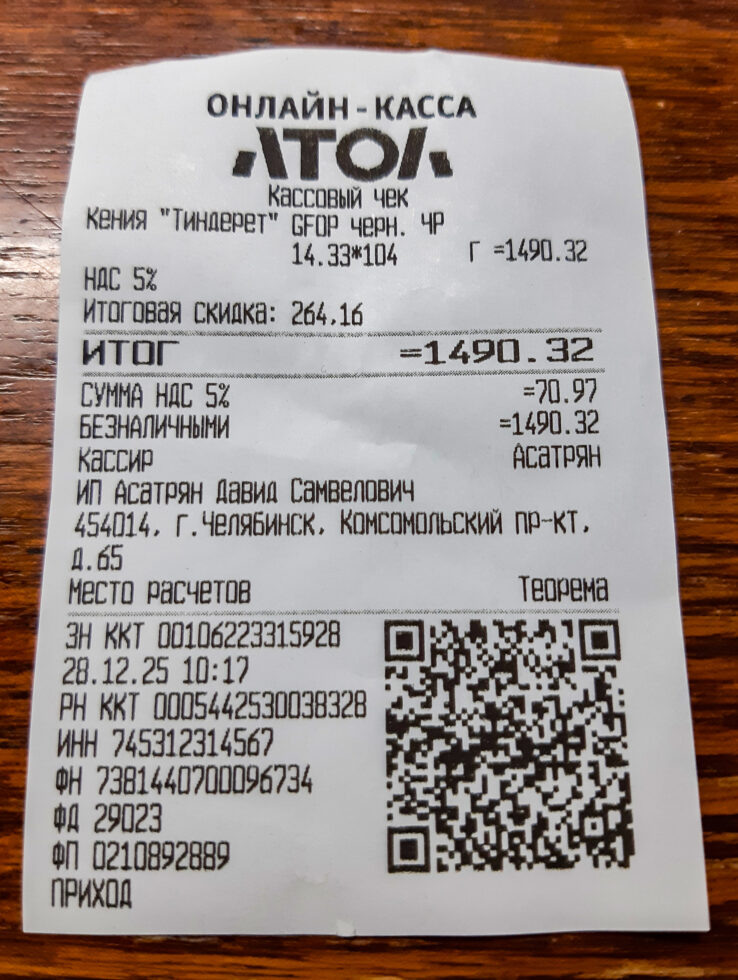 ОНЛАЙН-КАССА
АТОЛ
Кассовый чек
Кения "Тиндерет" GFOP черн. ЧР
14.33*104 Г =1490.32
НДС 5%
Итоговая скидка: 264,16
ИТОГ =1490.32
СУММА НДС 5% =70.97
БЕЗНАЛИЧНЫМИ =1490.32
Кассир Асатрян
ИП Асатрян Давид Самвелович
454014, г.Челябинск, Комсомольский пр-кт,
д.65
Место расчетов Теорема
ЗН ККТ 00106223315928
28.12.25 10:17
РН ККТ 0005442530038328
ИНН 745312314567
ФН 7381440700096734
ФД 29023
ФП 0210892889
ПРИХОД